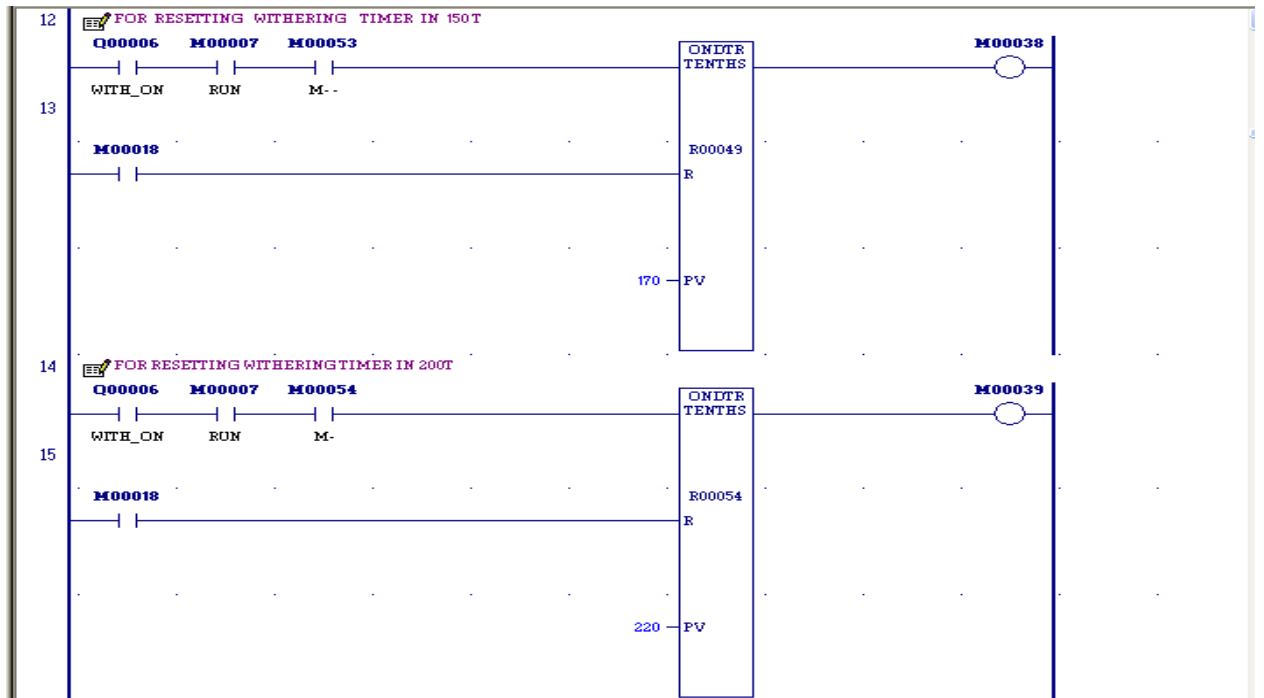 12 FOR RESETTING WITHERING TIMER IN 150T
Q00006 M00007 M00053 ONDTR M00038
TENTHS
WITH_ON RUN M--
13
M00018 R00049
R
170 PV
14 FOR RESETTING WITHERING TIMER IN 200T
Q00006 M00007 M00054 ONDTR M00039
TENTHS
WITH_ON RUN M-
15
M00018 R00054
R
220 PV